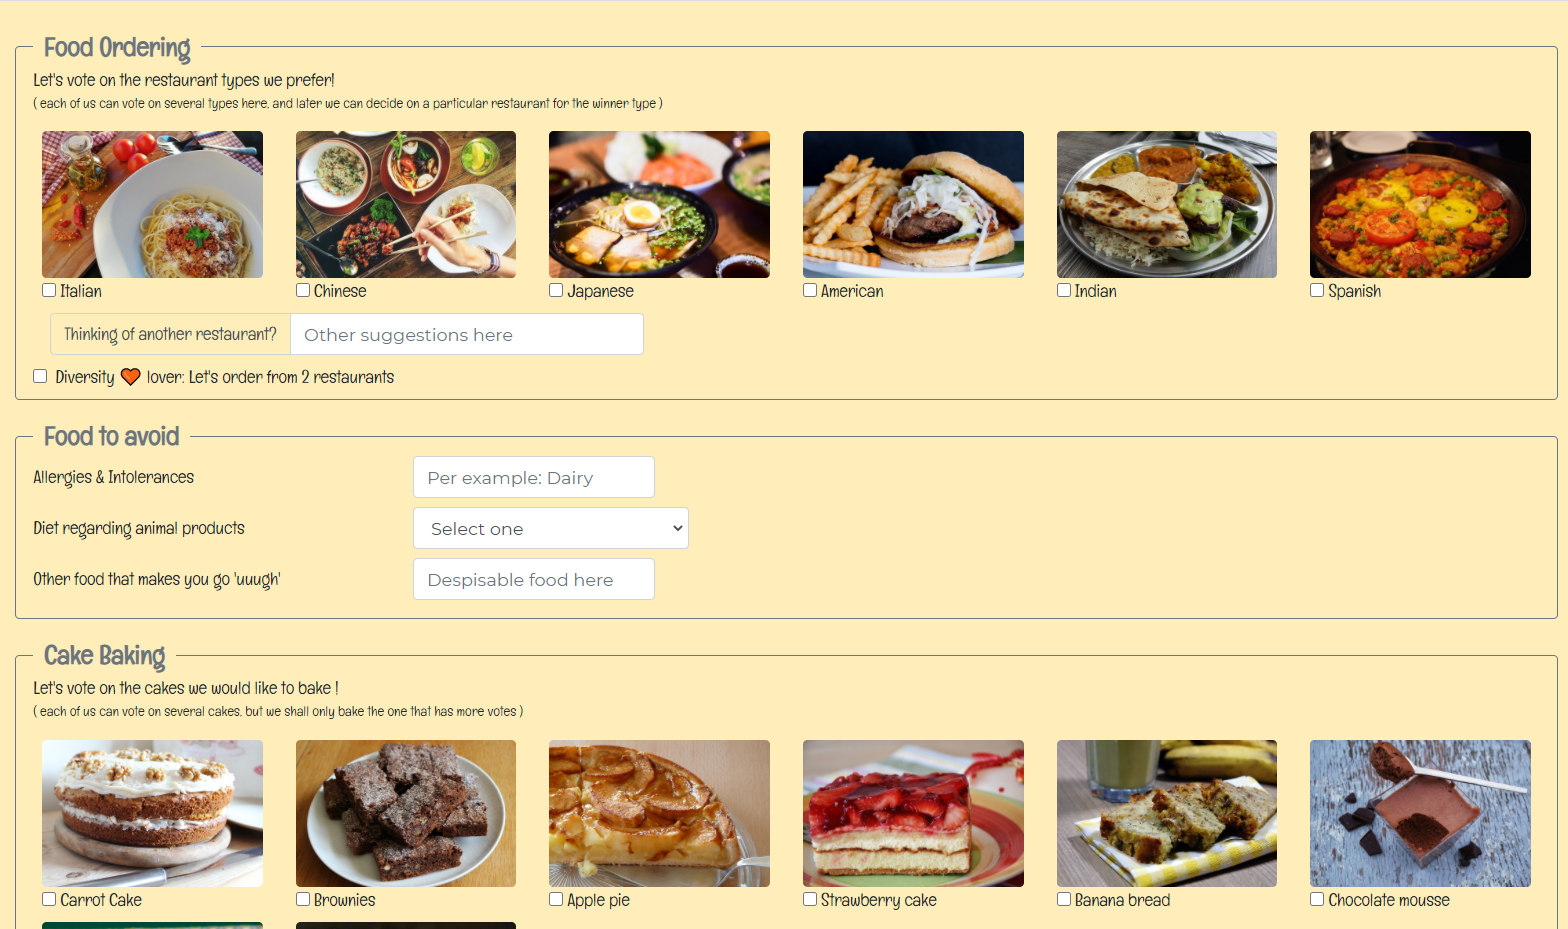 Food Ordering
Let's vote on the restaurant types we prefer!
( each of us can vote on several types here, and later we can decide on a particular restaurant for the winner type )
Italian
Chinese
Japanese
American
Indian
Spanish
Thinking of another restaurant? Other suggestions here
Diversity 🧡 lover: Let's order from 2 restaurants
Food to avoid
Allergies & Intolerances Per example: Dairy
Diet regarding animal products Select one
Other food that makes you go 'uuugh' Despisable food here
Cake Baking
Let's vote on the cakes we would like to bake !
( each of us can vote on several cakes, but we shall only bake the one that has more votes )
Carrot Cake
Brownies
Apple pie
Strawberry cake
Banana bread
Chocolate mousse